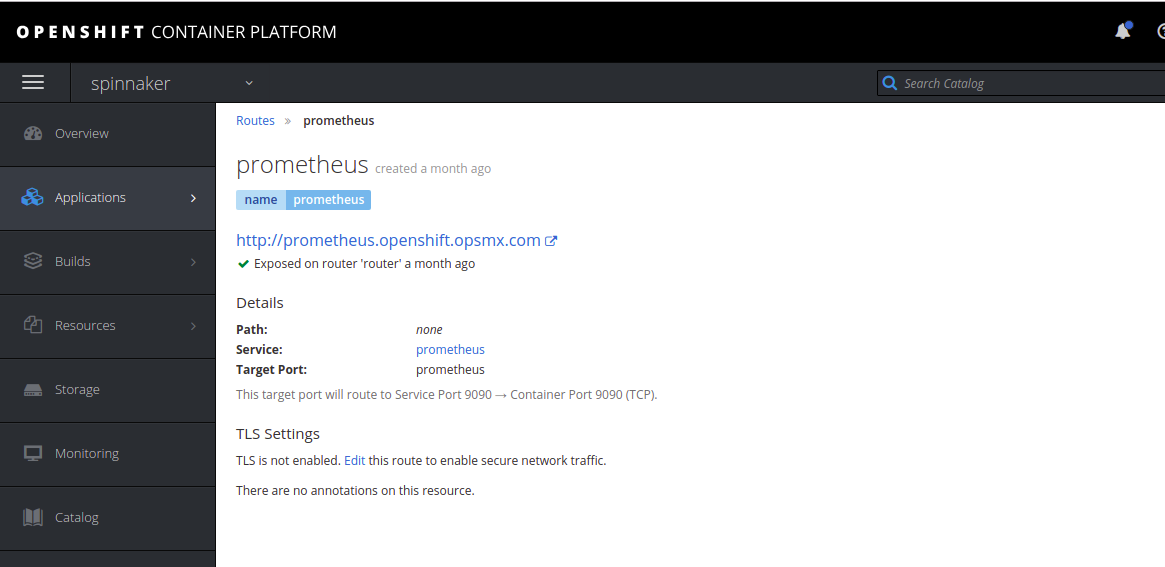 OPENSHIFT CONTAINER PLATFORM
spinnaker
Search Catalog
Overview
Applications
Builds
Resources
Storage
Monitoring
Catalog
Routes » prometheus
prometheus created a month ago
name prometheus
http://prometheus.openshift.opsmx.com
Exposed on router 'router' a month ago
Details
Path: none
Service: prometheus
Target Port: prometheus
This target port will route to Service Port 9090 → Container Port 9090 (TCP).
TLS Settings
TLS is not enabled. Edit this route to enable secure network traffic.
There are no annotations on this resource.